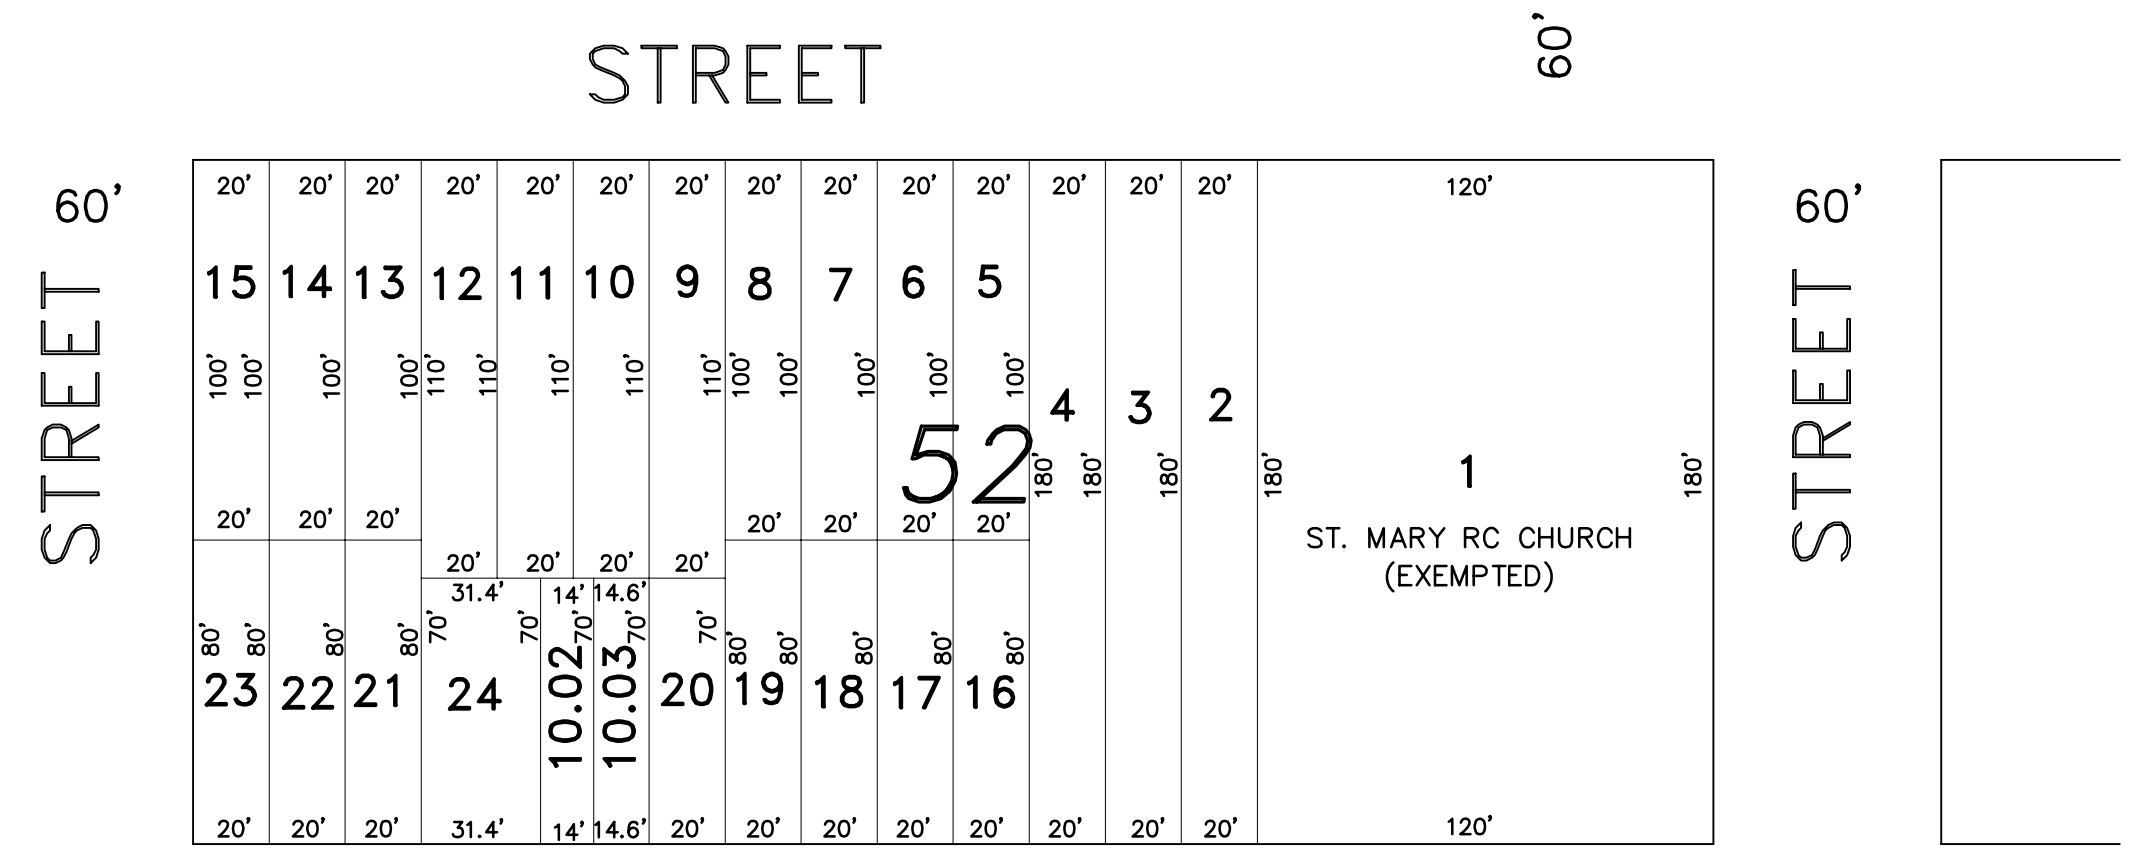 STREET
60'
60'
STREET
60'
STREET
20' 20' 20' 20' 20' 20' 20' 20' 20' 20' 20' 20' 20' 20' 120'
15 14 13 12 11 10 9 8 7 6 5
100' 100' 100' 100' 110' 110' 110' 110' 110' 100' 100' 100' 100' 100'
4 3 2
52
180' 180' 180' 180' 180'
1
ST. MARY RC CHURCH
(EXEMPTED)
20' 20' 20' 20' 20' 20' 20'
20' 20' 20' 20'
31.4' 14' 14.6'
80' 80' 80' 80' 70' 70' 70' 70' 70' 80' 80' 80' 80' 80'
23 22 21 24 10.02 10.03 20 19 18 17 16
20' 20' 20' 31.4' 14' 14.6' 20' 20' 20' 20' 20' 20' 20' 20' 120'